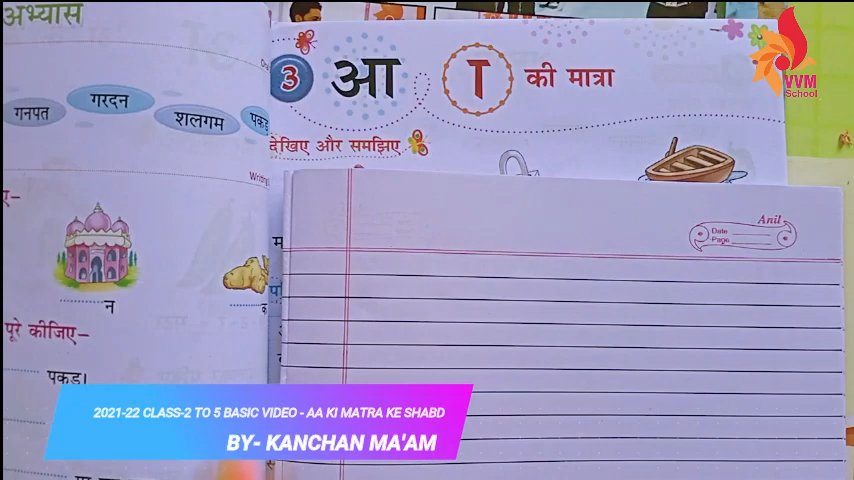 अभ्यास
गनपत
गरदन
शलगम
पकड़
न
पूरे कीजिए–
पकड़।
3 आ ा की मात्रा
देखिए और समझिए
VVM
School
Anil
Date
Page
2021-22 CLASS-2 TO 5 BASIC VIDEO - AA KI MATRA KE SHABD
BY- KANCHAN MA'AM